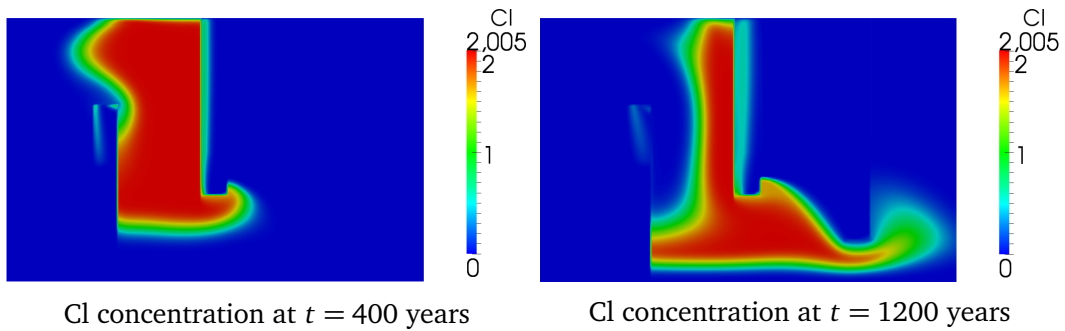 Cl
2,005
2
1
0
Cl concentration at t = 400 years
Cl
2,005
2
1
0
Cl concentration at t = 1200 years